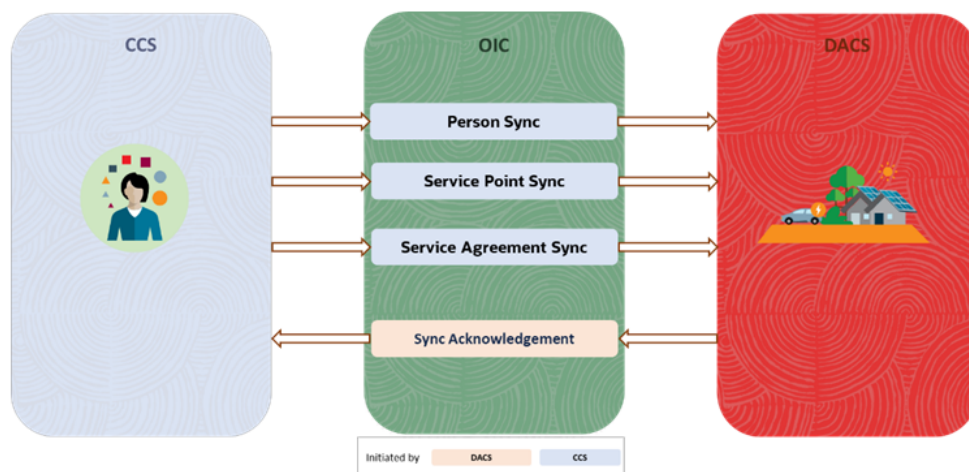 CCS
OIC
DACS
Person Sync
Service Point Sync
Service Agreement Sync
Sync Acknowledgement
Initiated by DACS CCS